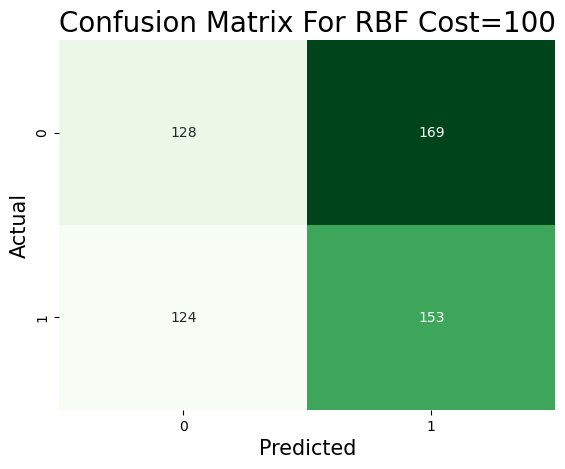 Confusion Matrix For RBF Cost=100
0
128
169
Actual
1
124
153
0
1
Predicted